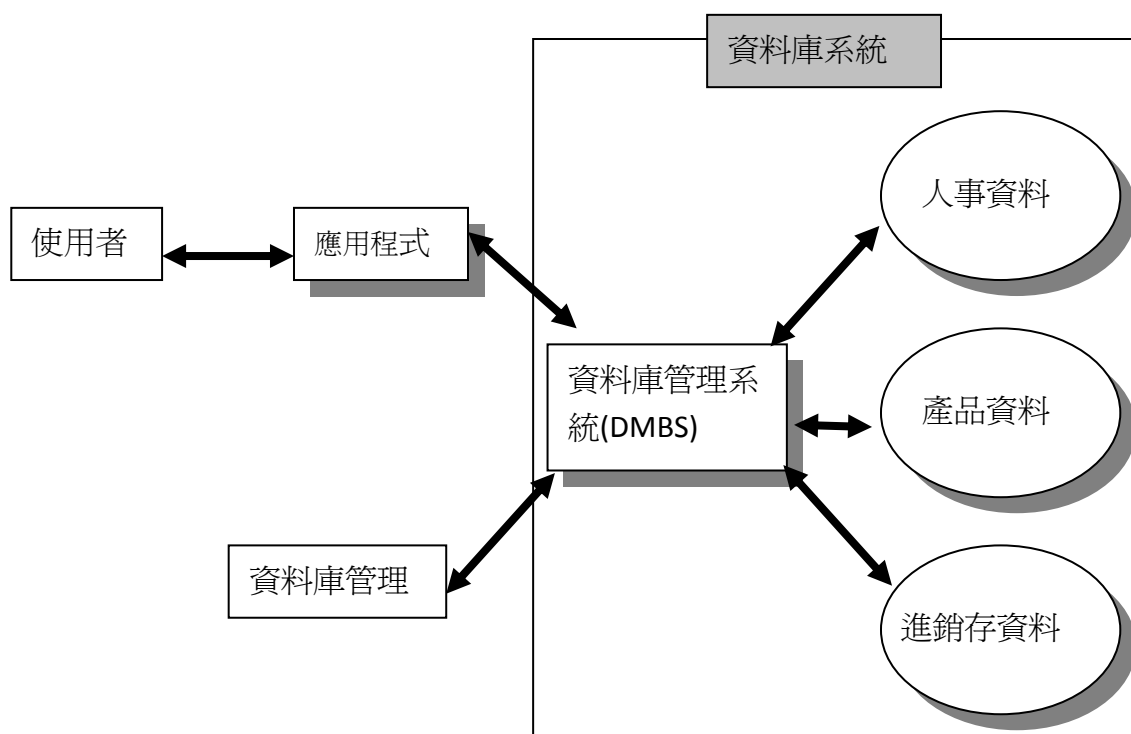 資料庫系統
人事資料
使用者
應用程式
資料庫管理系
統(DMBS)
產品資料
資料庫管理
進銷存資料